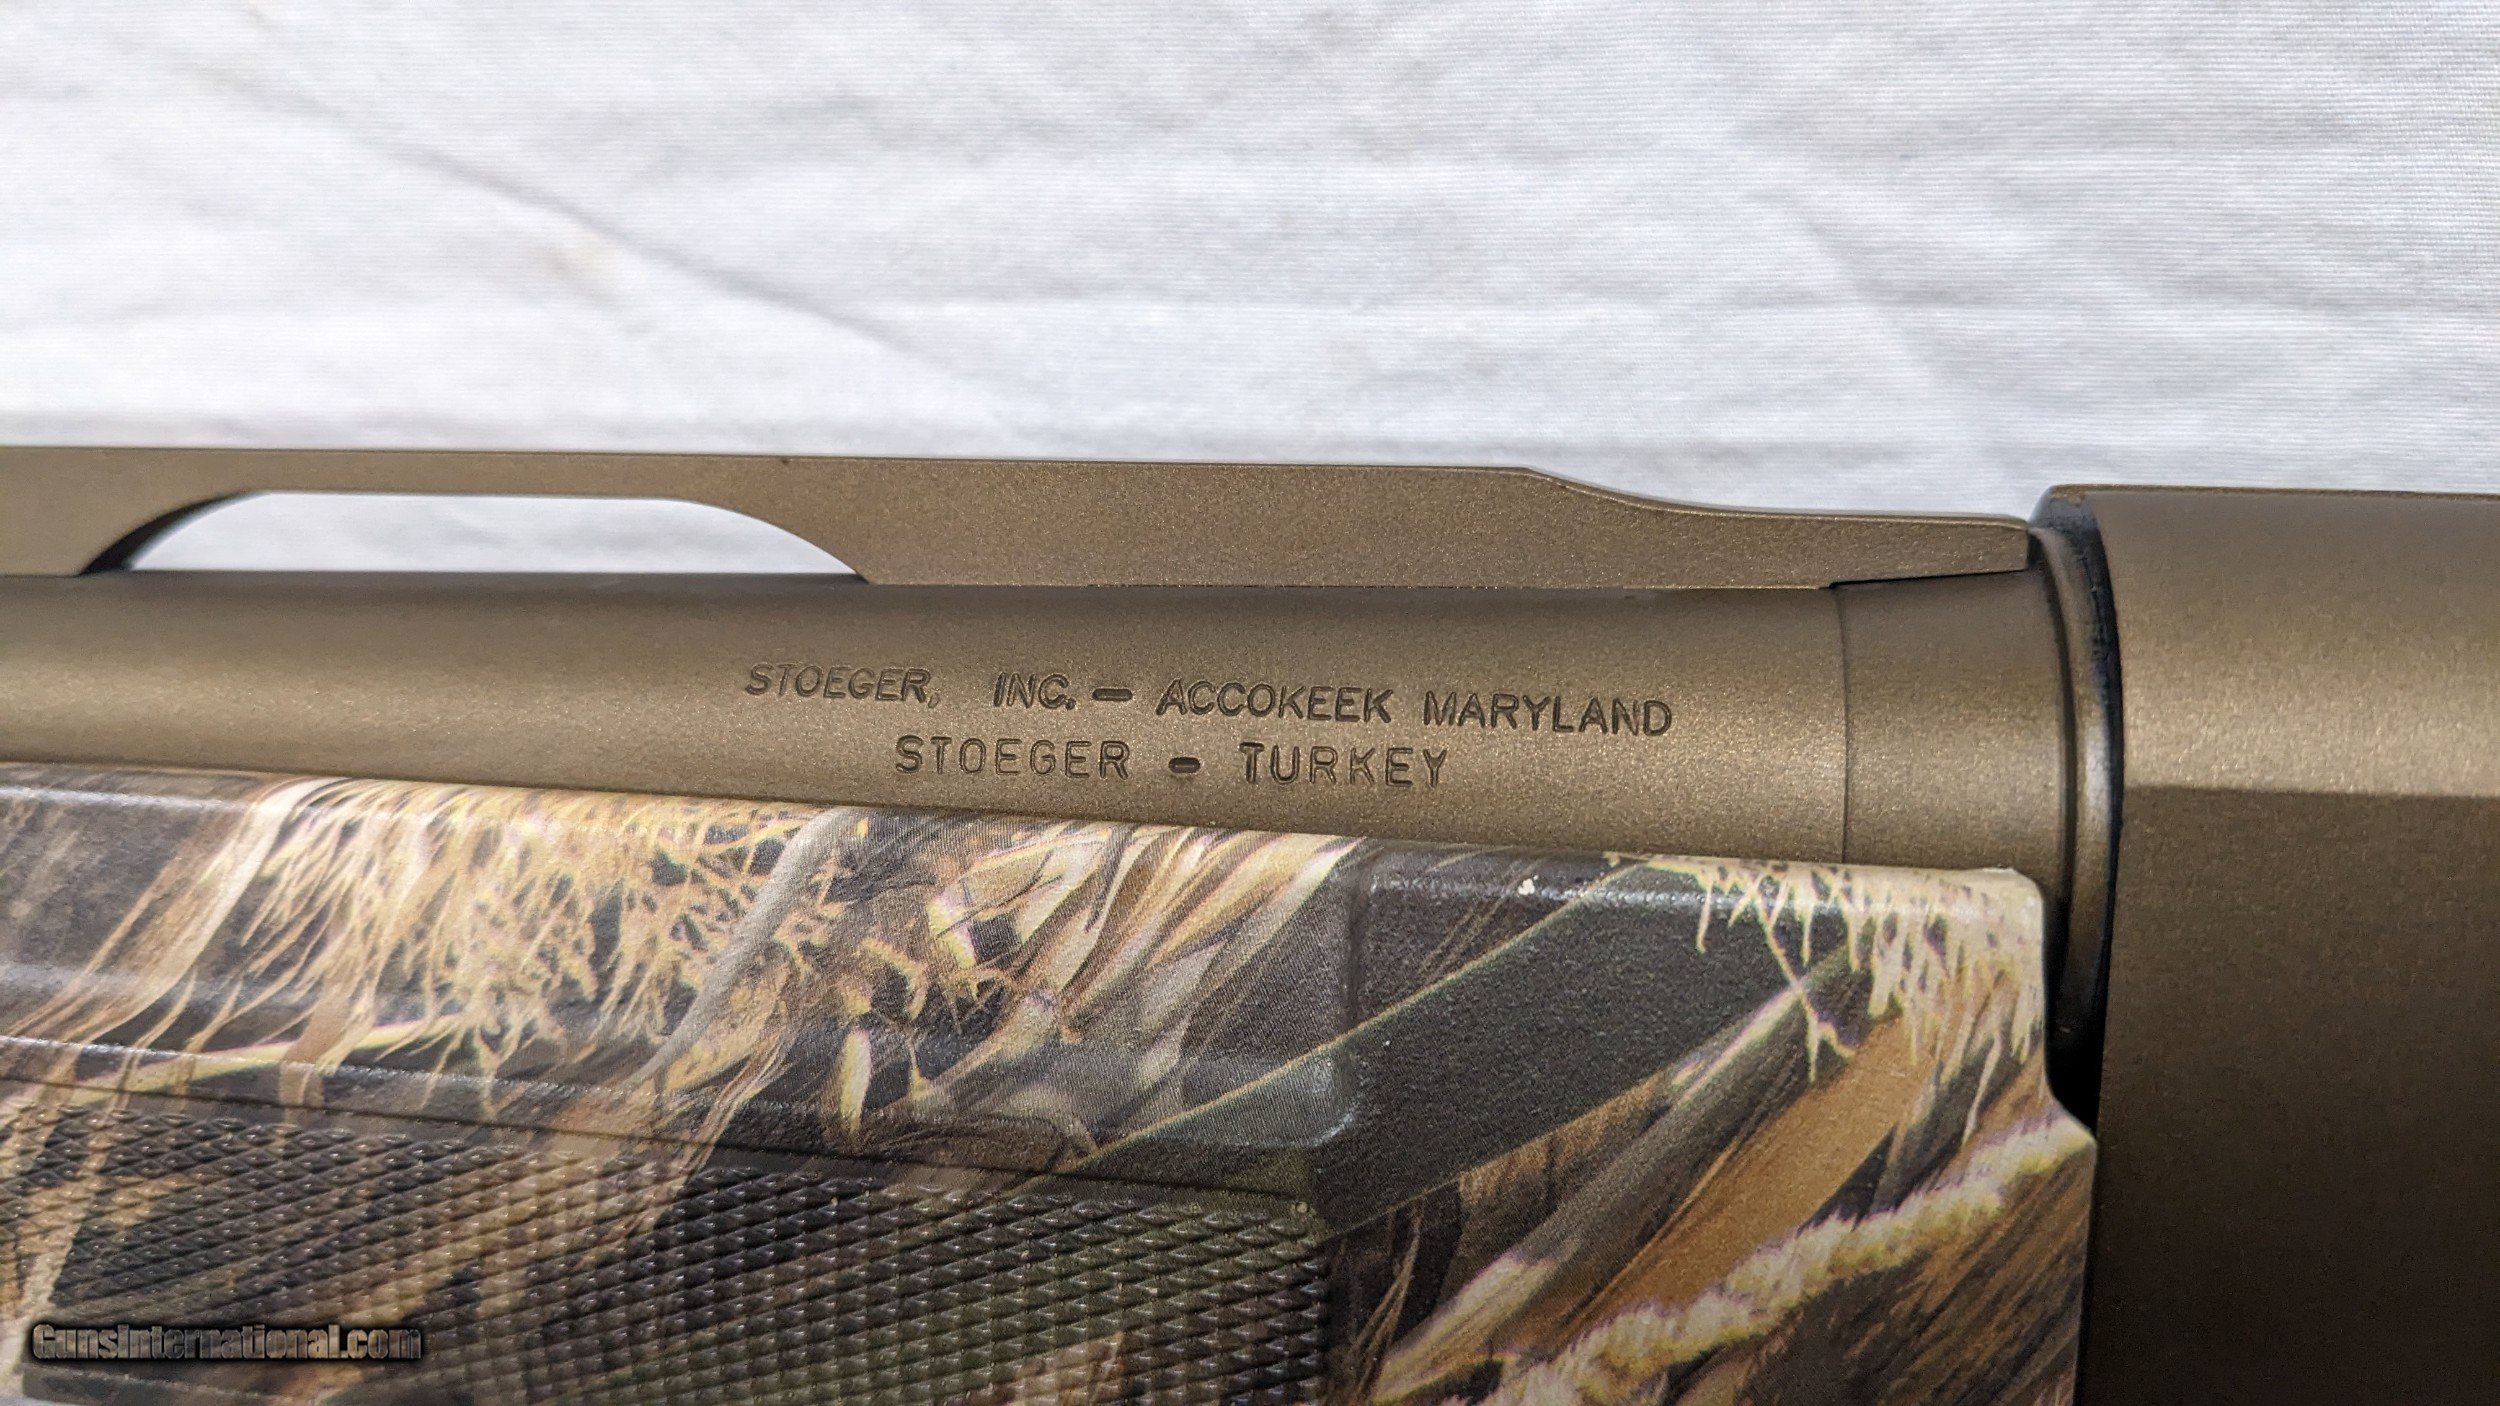 STOEGER, INC. - ACCOKEEK MARYLAND
STOEGER - TURKEY
GunsInternational.com